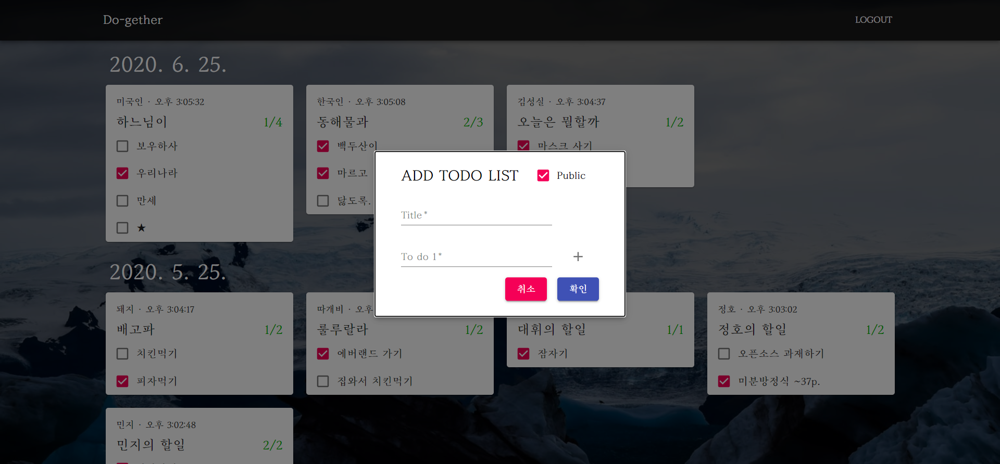 Do-gether
LOGOUT
2020. 6. 25.
미국인 · 오후 3:05:32
하느님이 1/4
보우하사
우리나라
만세
★
한국인 · 오후 3:05:08
동해물과 2/3
백두산이
마르고
닳도록.
김성실 · 오후 3:04:37
오늘은 뭘할까 1/2
마스크 사기
ADD TODO LIST
Public
Title *
To do 1 *
+
취소
확인
2020. 5. 25.
돼지 · 오후 3:04:17
배고파 1/2
치킨먹기
피자먹기
따개비 · 오후
룰루랄라 1/2
에버랜드 가기
집와서 치킨먹기
대휘의 할일 1/1
잠자기
정호 · 오후 3:03:02
정호의 할일 1/2
오픈소스 과재하기
미분방정식 ~37p.
민지 · 오후 3:02:48
민지의 할일 2/2